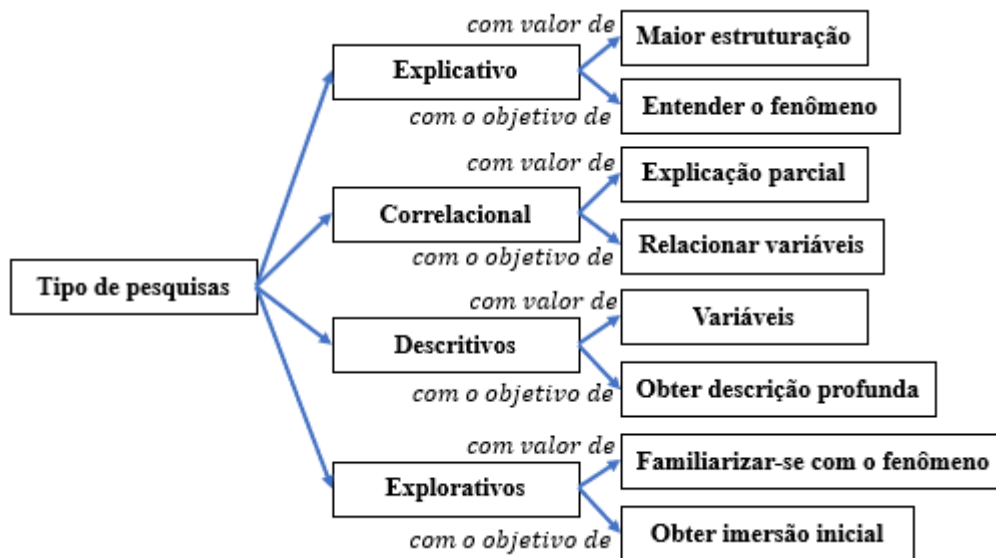 com valor de
Maior estruturação
Explicativo
com o objetivo de
Entender o fenômeno
com valor de
Explicação parcial
Correlacional
com o objetivo de
Relacionar variáveis
Tipo de pesquisas
com valor de
Variáveis
Descritivos
com o objetivo de
Obter descrição profunda
com valor de
Familiarizar-se com o fenômeno
Explorativos
com o objetivo de
Obter imersão inicial